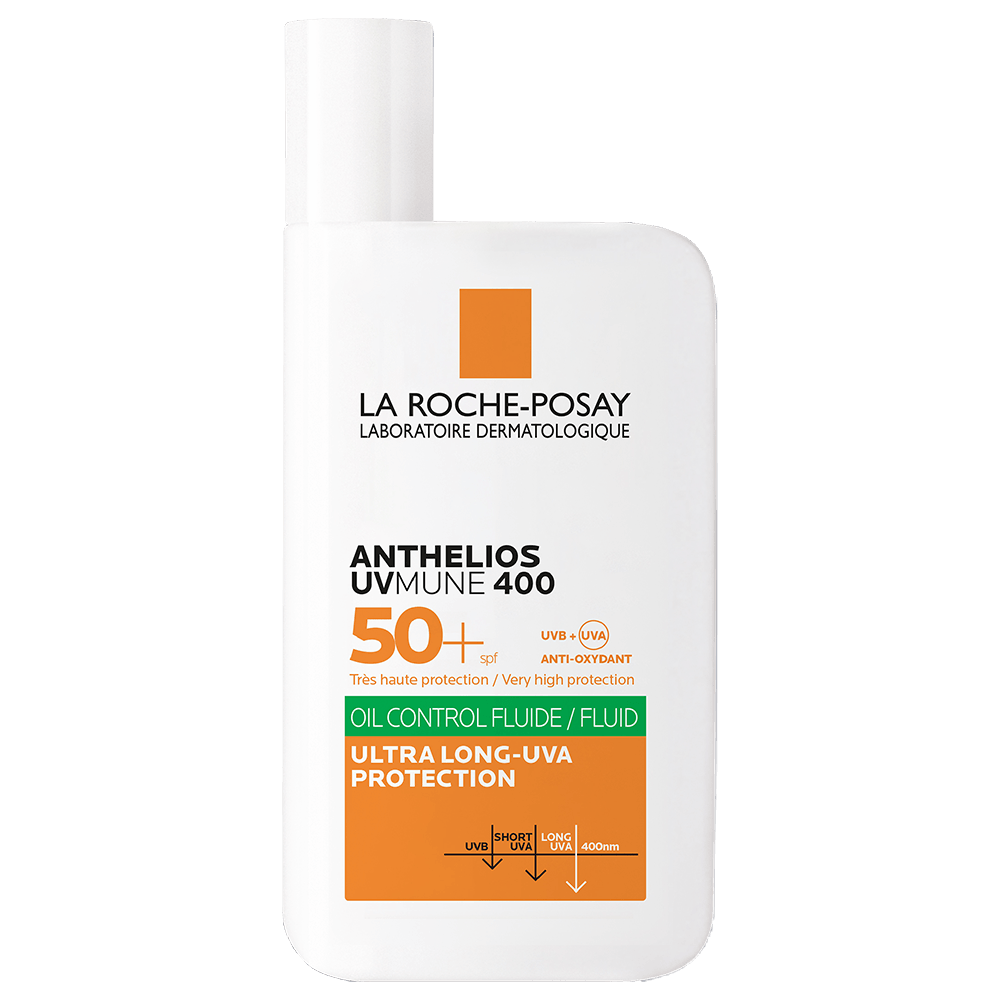 LA ROCHE-POSAY
LABORATOIRE DERMATOLOGIQUE
ANTHELIOS
UVMUNE 400
50+ spf
UVB + UVA
ANTI-OXYDANT
Très haute protection / Very high protection
OIL CONTROL FLUIDE / FLUID
ULTRA LONG-UVA
PROTECTION
UVB
SHORT
UVA
LONG
UVA
400nm